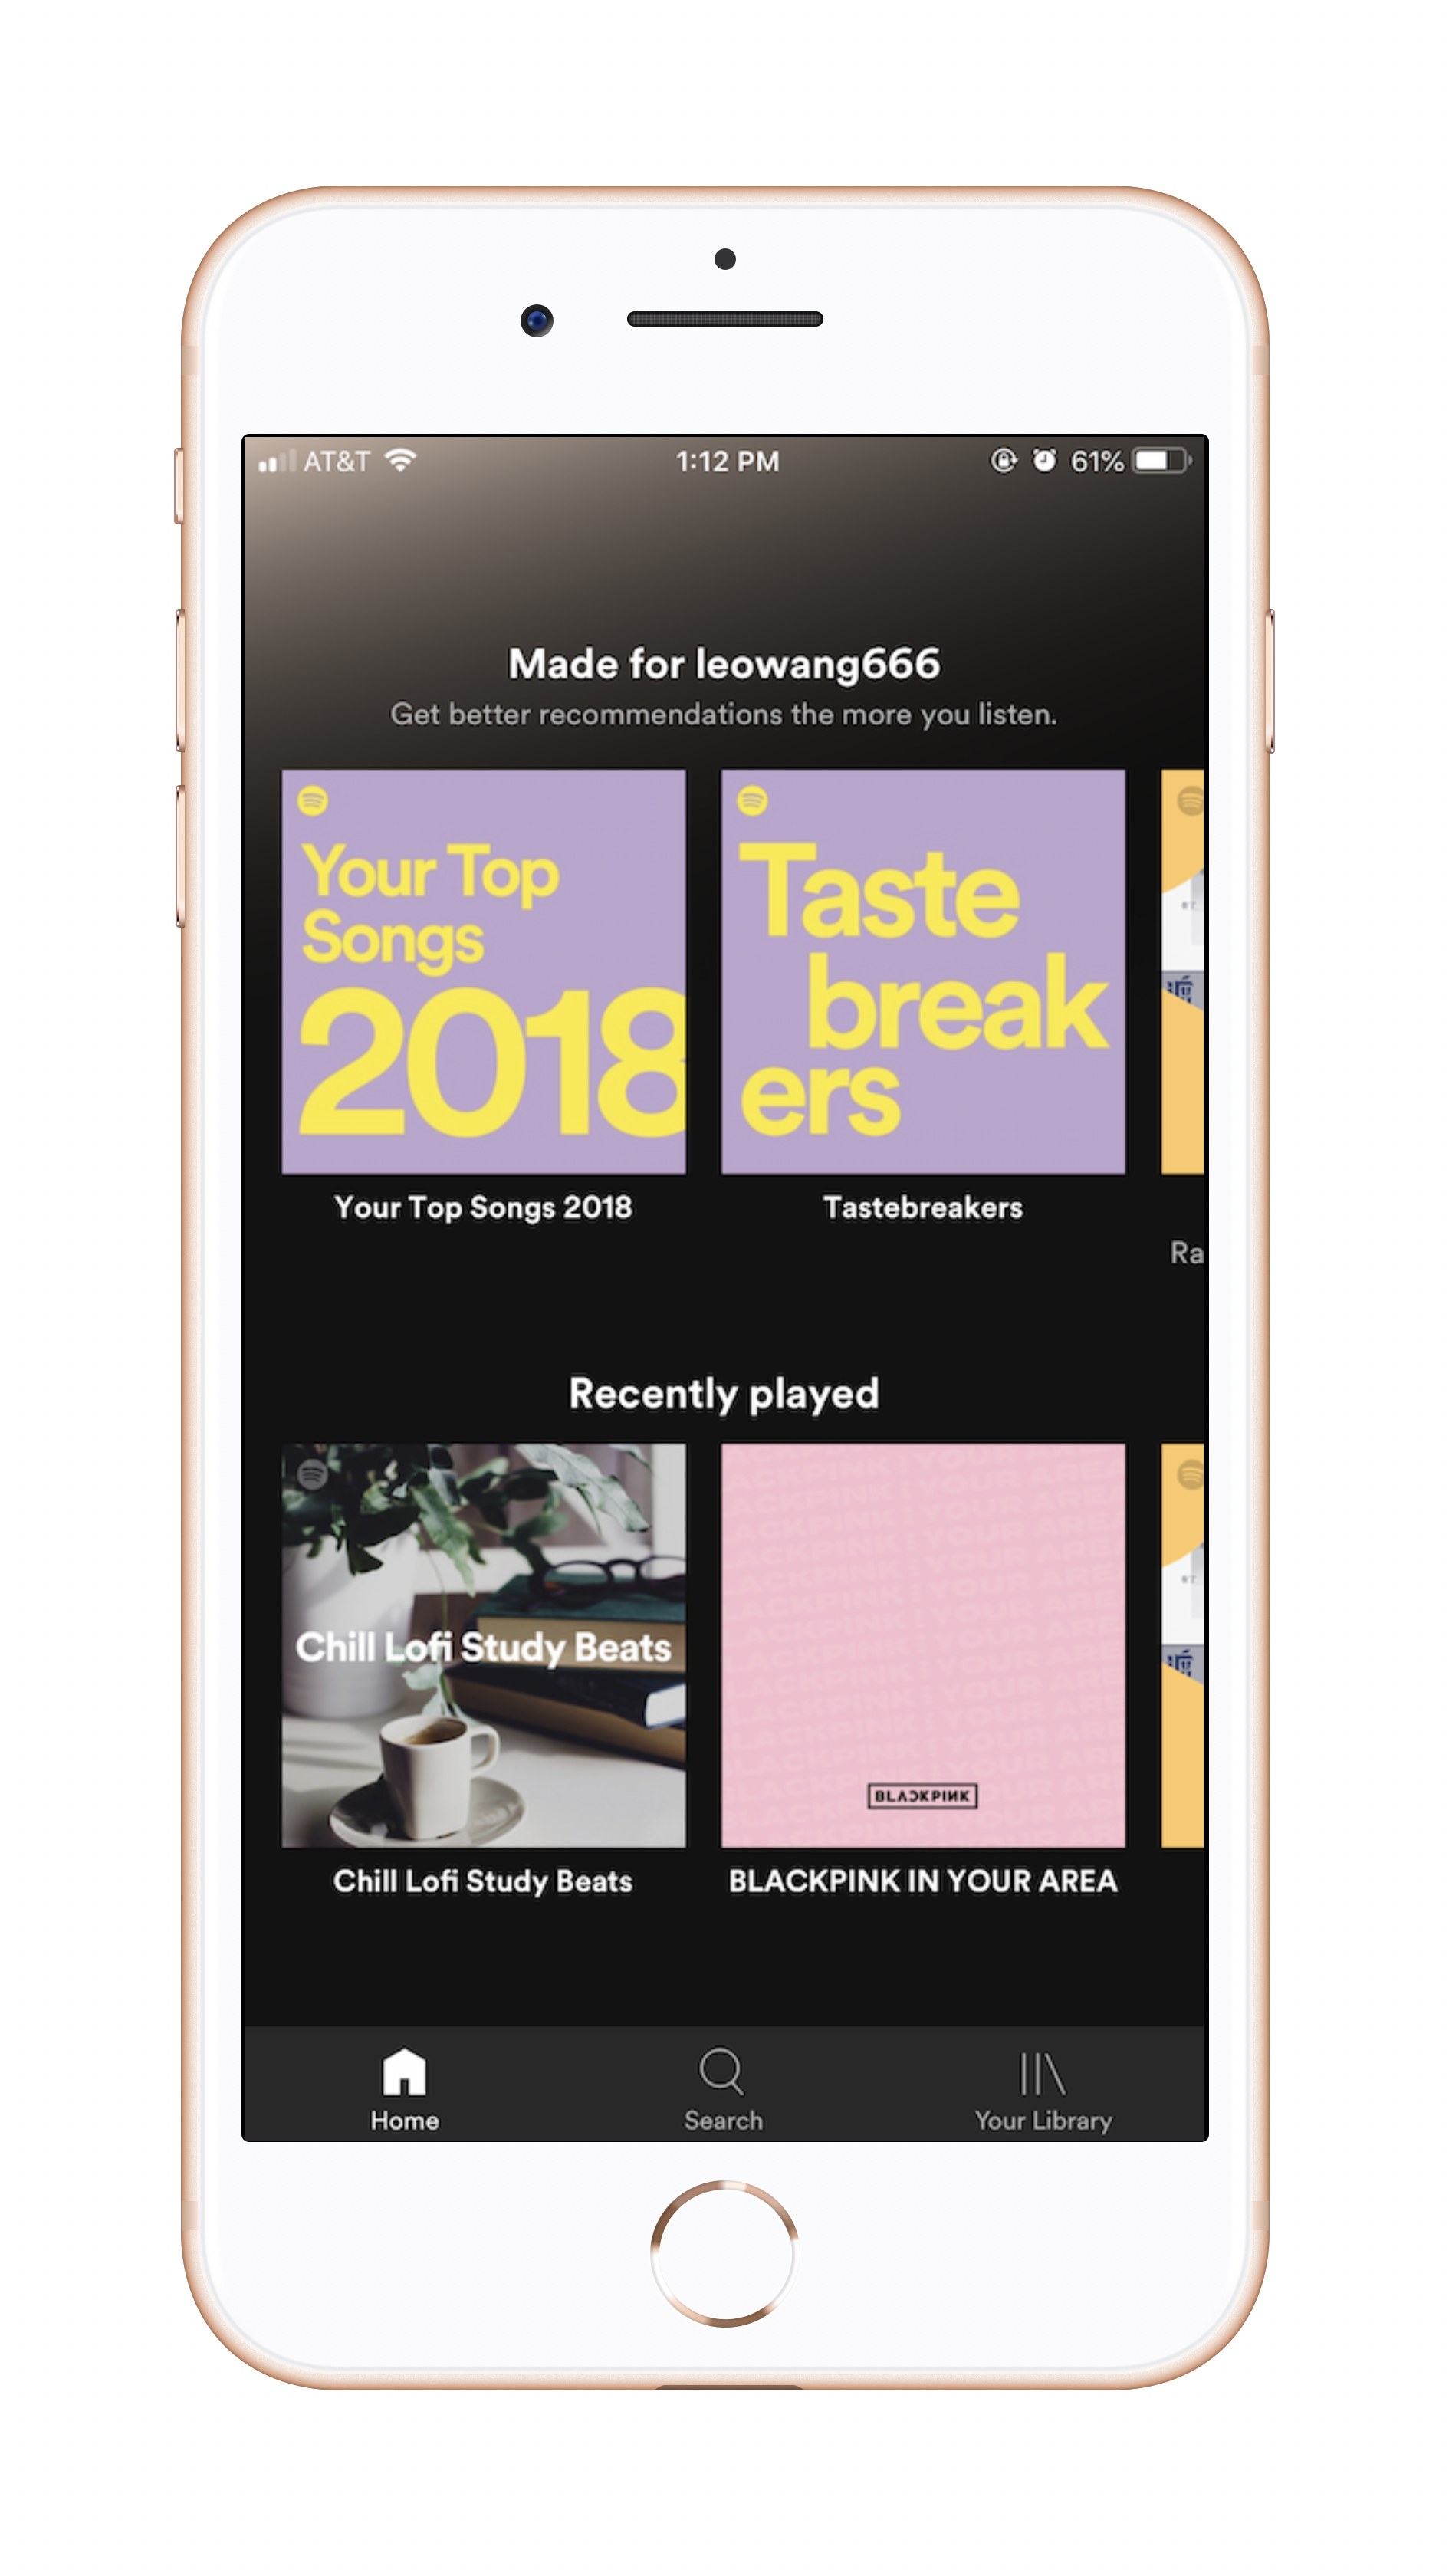 AT&T 1:12 PM 61%
Made for leowang666
Get better recommendations the more you listen.
Your Top
Songs
2018
Taste
break
ers
Your Top Songs 2018
Tastebreakers
Ra
Recently played
Chill Lofi Study Beats
BLACKPINK
Chill Lofi Study Beats
BLACKPINK IN YOUR AREA
Home
Search
Your Library